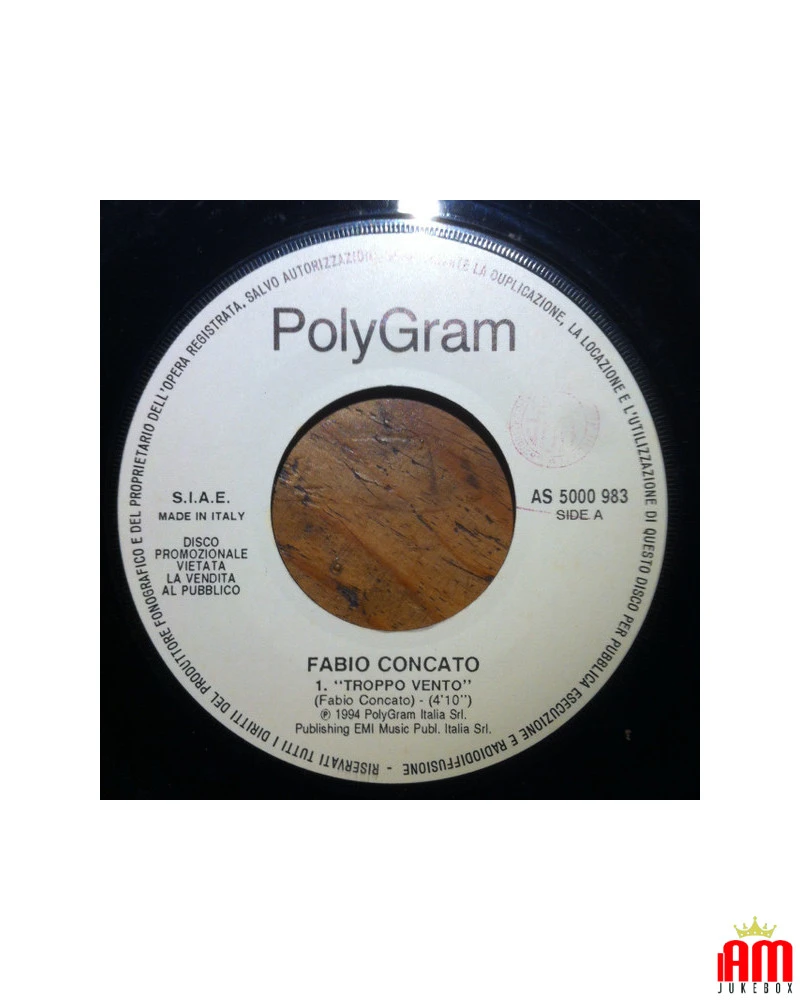 PolyGram
S.I.A.E.
MADE IN ITALY
DISCO
PROMOZIONALE
VIETATA
LA VENDITA
AL PUBBLICO
AS 5000 983
SIDE A
FABIO CONCATO
1. "TROPPO VENTO"
(Fabio Concato) - (4'10")
℗ 1994 PolyGram Italia Srl.
Publishing EMI Music Publ. Italia Srl.
RISERVATI TUTTI I DIRITTI DEL PRODUTTORE FONOGRAFICO E DEL PROPRIETARIO DELL'OPERA REGISTRATA. SALVO AUTORIZZAZIONE LA DUPLICAZIONE, LA LOCAZIONE E L'UTILIZZAZIONE DI QUESTO DISCO PER PUBBLICA ESECUZIONE E RADIODIFFUSIONE -
IAM
JUKEBOX